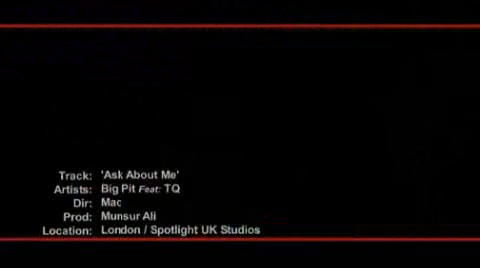 Track: 'Ask About Me'
Artists: Big Pit Feat: TQ
Dir: Mac
Prod: Munsur Ali
Location: London / Spotlight UK Studios